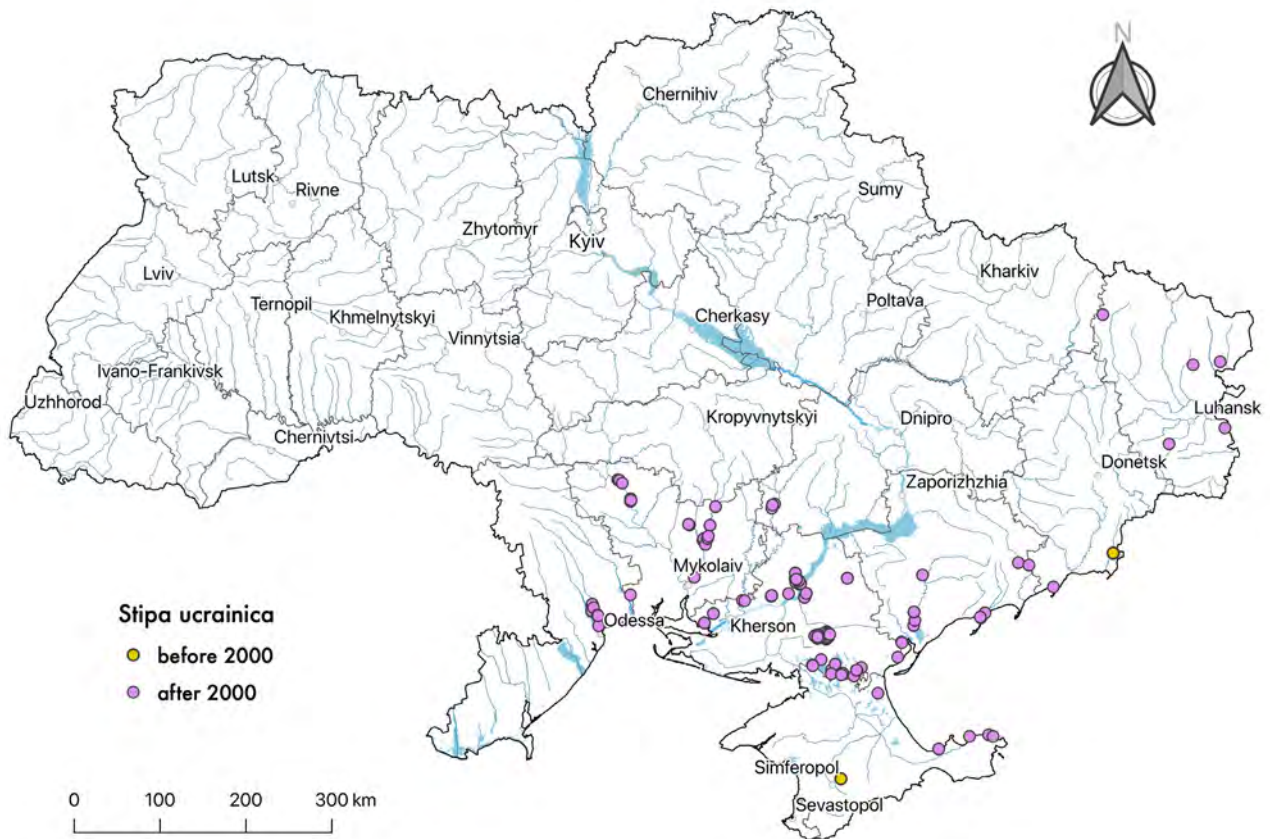 N
Chernihiv
Lutsk
Rivne
Sumy
Zhytomyr
Kyiv
Lviv
Kharkiv
Ternopil
Khmelnytskyi
Poltava
Cherkasy
Vinnytsia
Ivano-Frankivsk
Uzhhorod
Luhansk
Kropyvnytskyi
Dnipro
Chernivtsi
Donetsk
Zaporizhzhia
Mykolaiv
Odessa
Kherson
Stipa ucrainica
before 2000
after 2000
Simferopol
Sevastopol
0 100 200 300 km